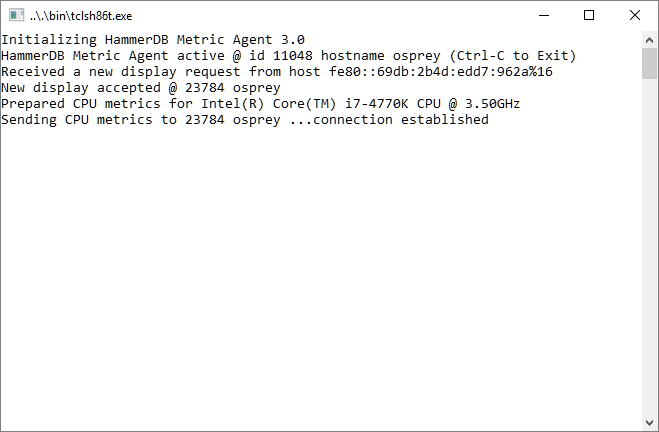 ..\.\bin\tclsh86t.exe
Initializing HammerDB Metric Agent 3.0
HammerDB Metric Agent active @ id 11048 hostname osprey (Ctrl-C to Exit)
Received a new display request from host fe80::69db:2b4d:edd7:962a%16
New display accepted @ 23784 osprey
Prepared CPU metrics for Intel(R) Core(TM) i7-4770K CPU @ 3.50GHz
Sending CPU metrics to 23784 osprey ...connection established